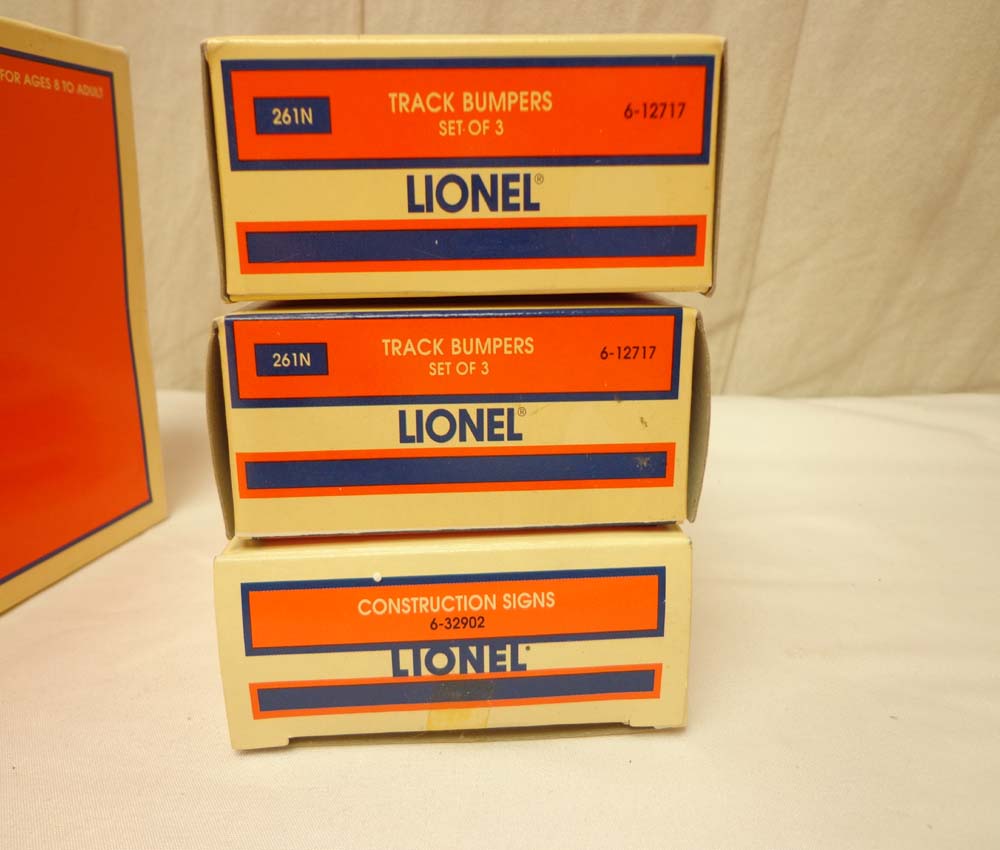 FOR AGES 8 TO ADULT
261N
TRACK BUMPERS
6-12717
SET OF 3
LIONEL®
261N
TRACK BUMPERS
6-12717
SET OF 3
LIONEL®
CONSTRUCTION SIGNS
6-32902
LIONEL